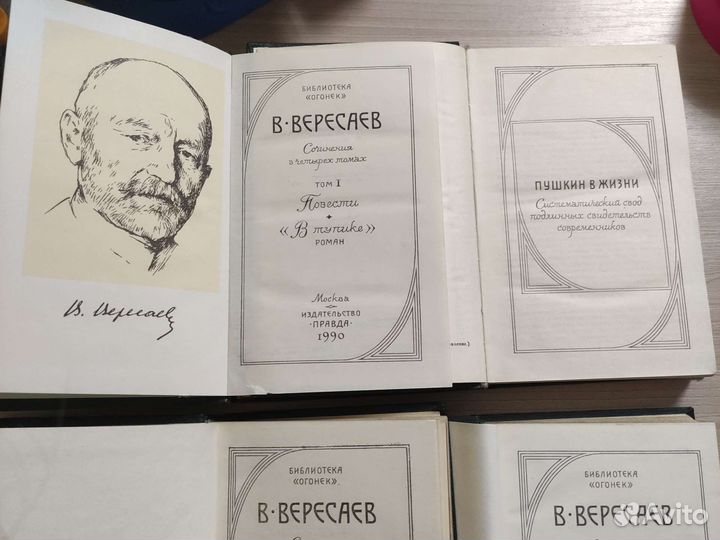 БИБЛИОТЕКА
«ОГОНЕК»
В·ВЕРЕСАЕВ
Сочинения
в четырех томах
ТОМ I
Повести
«В тупике»
РОМАН
Москва
ИЗДАТЕЛЬСТВО
·ПРАВДА·
1990
В. Вересаев
ПУШКИН В ЖИЗНИ
Систематический свод
подлинных свидетельств
современников
БИБЛИОТЕКА
«ОГОНЕК».
В·ВЕРЕСАЕВ
БИБЛИОТЕКА
«ОГОНЕК»
В·ВЕРЕСАЕВ
Avito